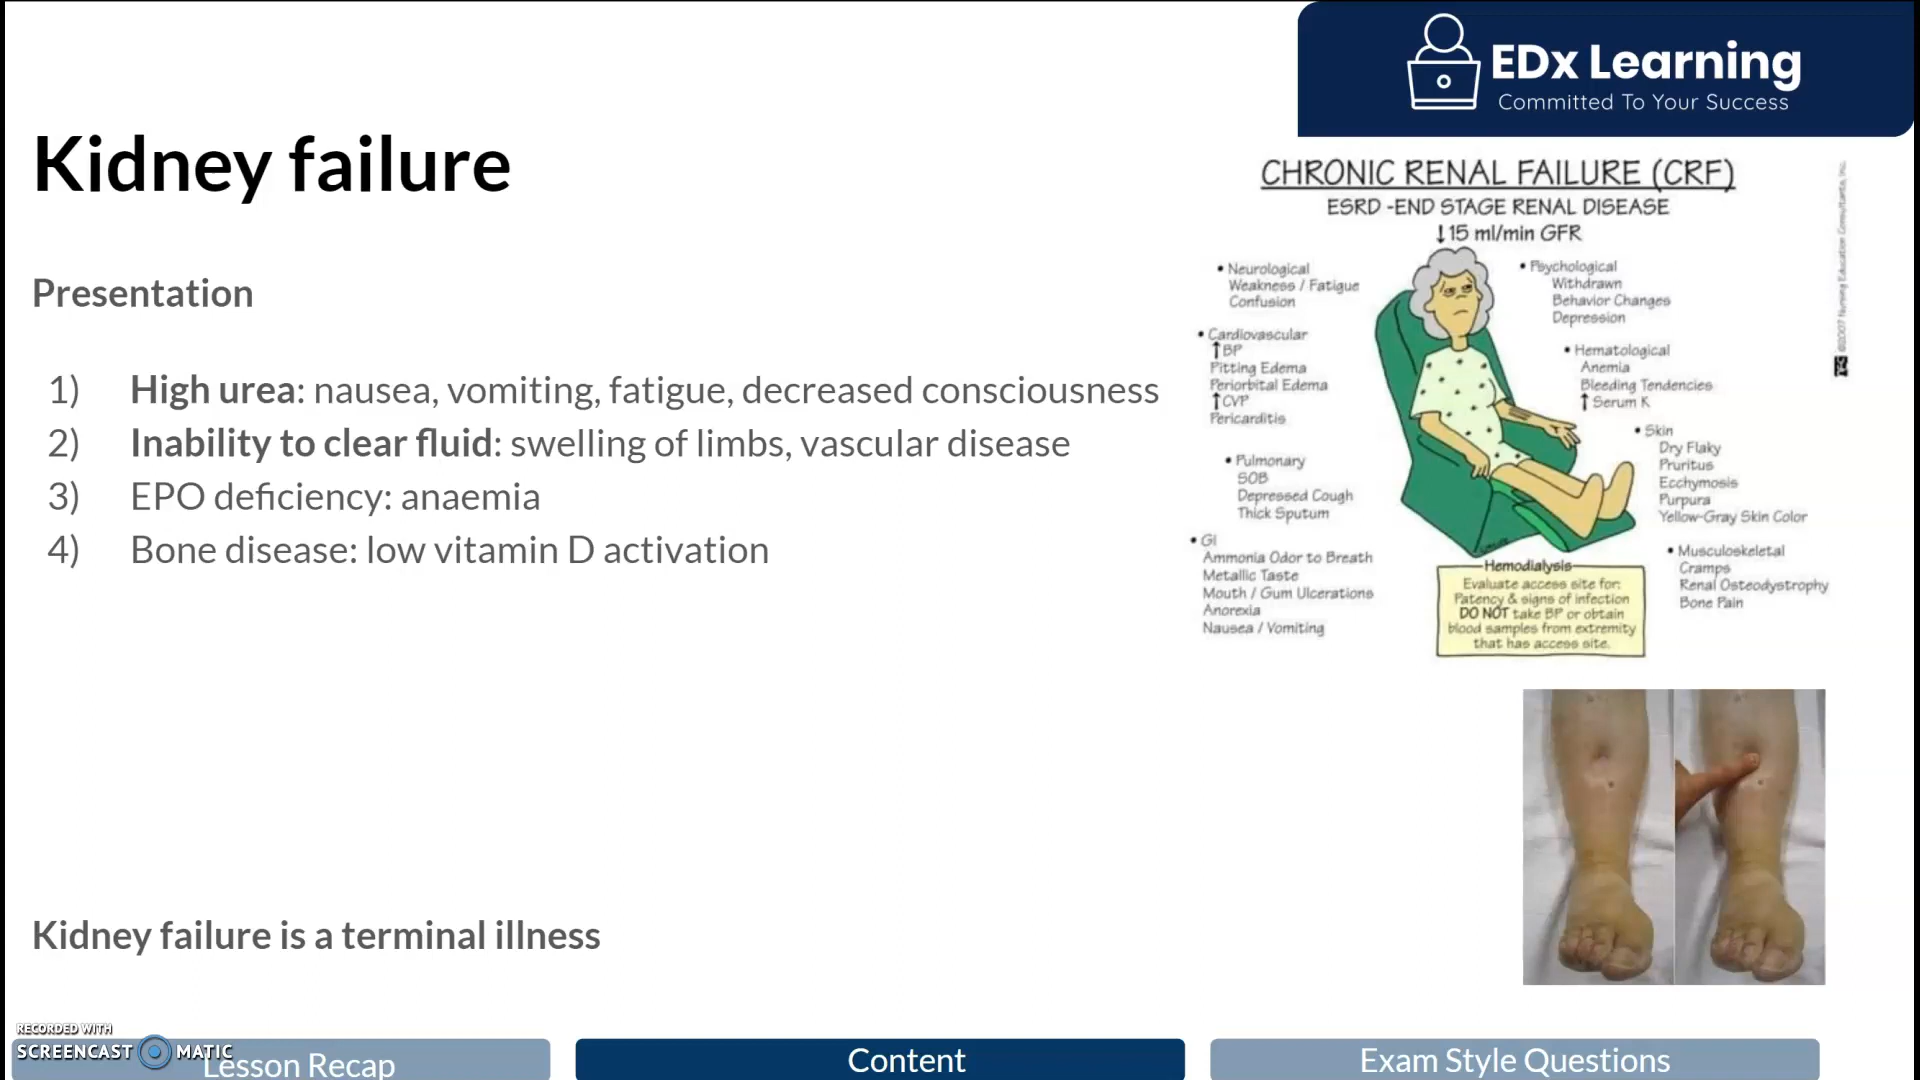 EDx Learning
Committed To Your Success
Kidney failure
Presentation
1) High urea: nausea, vomiting, fatigue, decreased consciousness
2) Inability to clear fluid: swelling of limbs, vascular disease
3) EPO deficiency: anaemia
4) Bone disease: low vitamin D activation
Kidney failure is a terminal illness
CHRONIC RENAL FAILURE (CRF)
ESRD -END STAGE RENAL DISEASE
↓15 ml/min GFR
• Neurological
Weakness / Fatigue
Confusion
• Cardiovascular
↑BP
Pitting Edema
Periorbital Edema
↑CVP
Pericarditis
• Pulmonary
SOB
Depressed Cough
Thick Sputum
• GI
Ammonia Odor to Breath
Metallic Taste
Mouth / Gum Ulcerations
Anorexia
Nausea / Vomiting
• Psychological
Withdrawn
Behavior Changes
Depression
• Hematological
Anemia
Bleeding Tendencies
↑ Serum K
• Skin
Dry Flaky
Pruritus
Ecchymosis
Purpura
Yellow-Gray Skin Color
• Musculoskeletal
Cramps
Renal Osteodystrophy
Bone Pain
Hemodialysis
Evaluate access site for:
Patency & signs of infection
DO NOT take BP or obtain
blood samples from extremity
that has access site.
©2007 Nursing Education Consultants, Inc.
RECORDED WITH
SCREENCAST MATIC
Lesson Recap
Content
Exam Style Questions